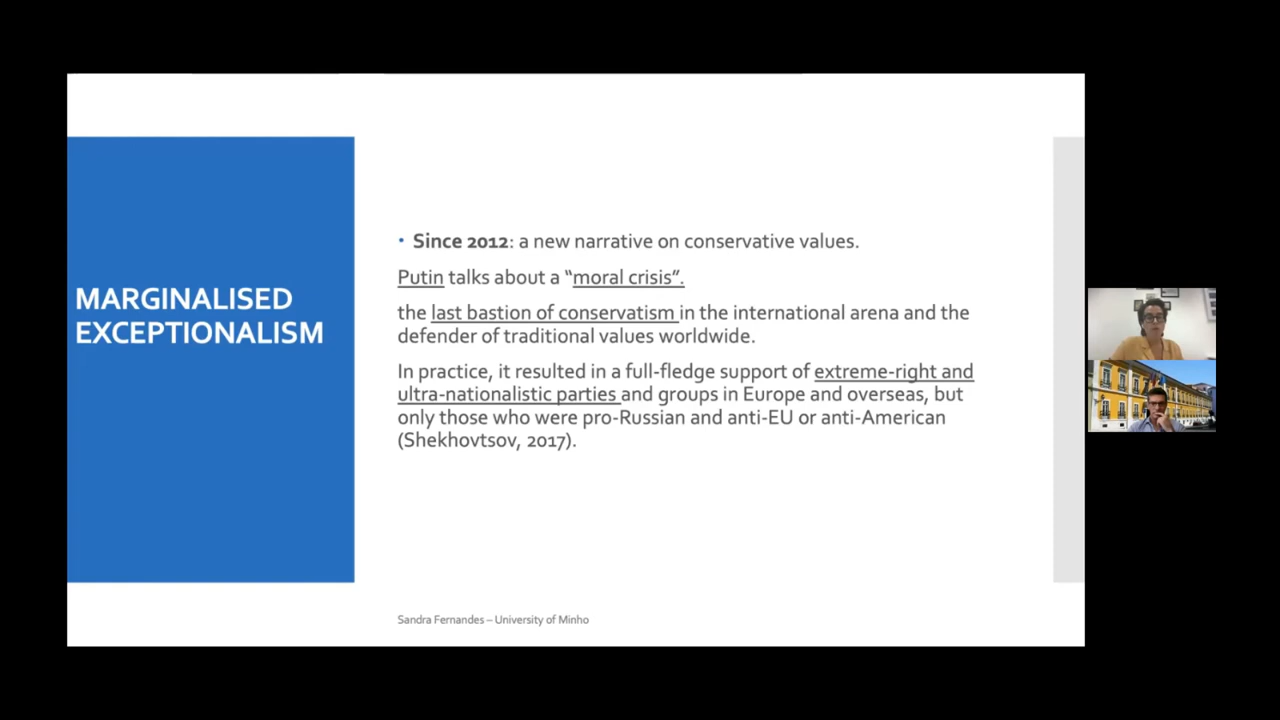 MARGINALISED
EXCEPTIONALISM
• Since 2012: a new narrative on conservative values.
Putin talks about a “moral crisis”.
the last bastion of conservatism in the international arena and the
defender of traditional values worldwide.
In practice, it resulted in a full-fledge support of extreme-right and
ultra-nationalistic parties and groups in Europe and overseas, but
only those who were pro-Russian and anti-EU or anti-American
(Shekhovtsov, 2017).
Sandra Fernandes – University of Minho